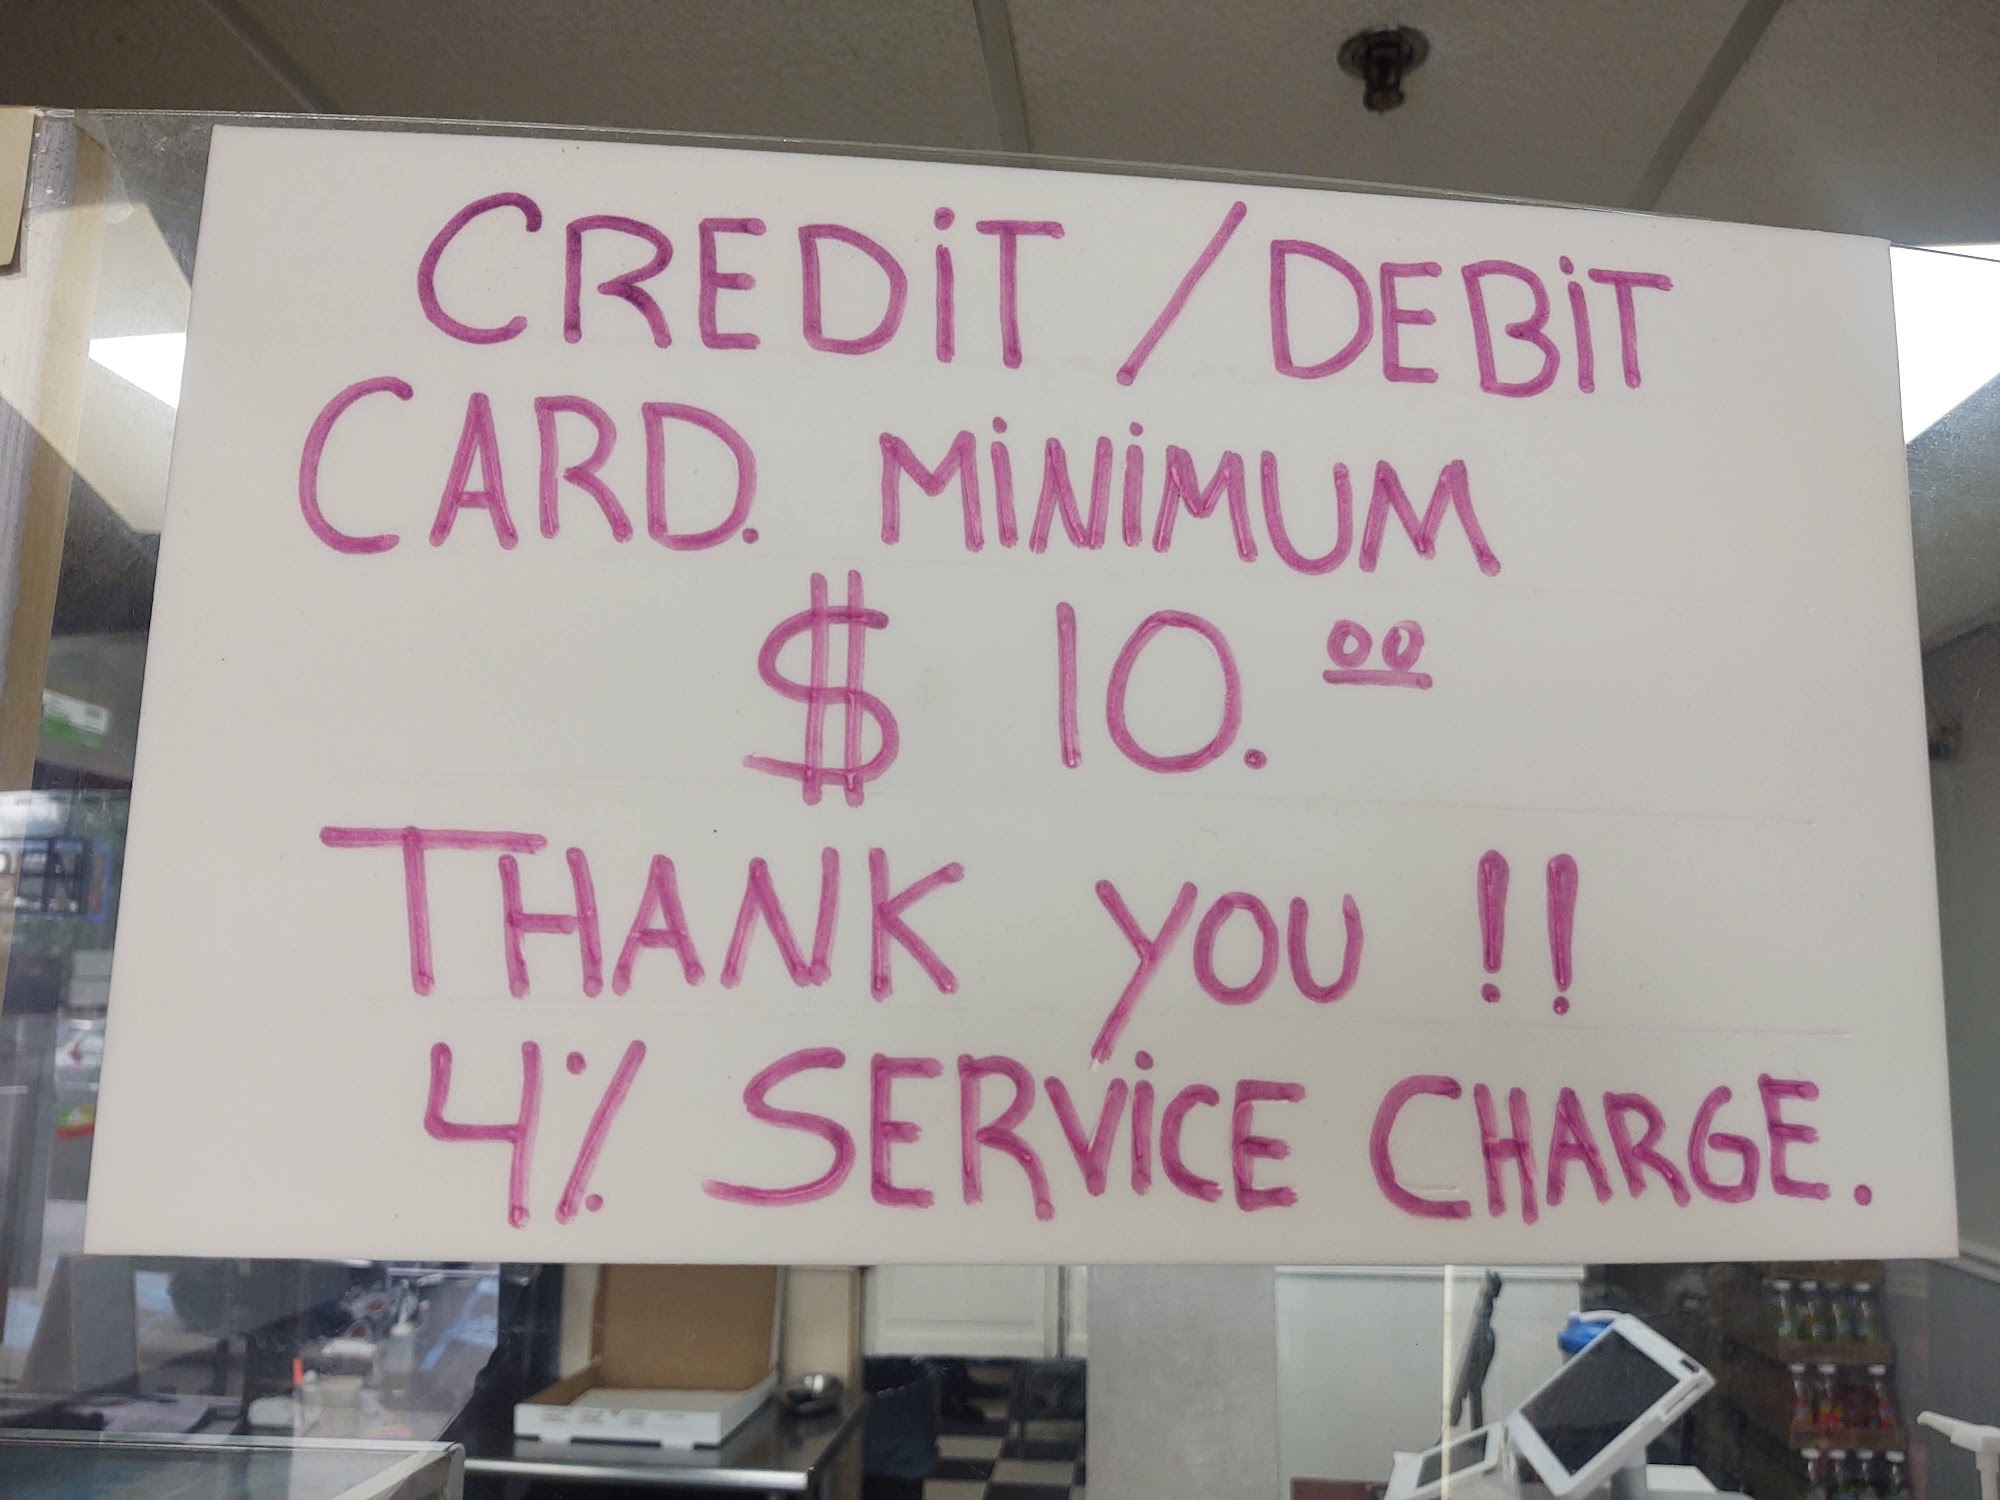 CREDiT / DEBiT
CARD. MiNiMUM
$ 10.00
THANK YOU !!
4% SERViCE CHARGE.